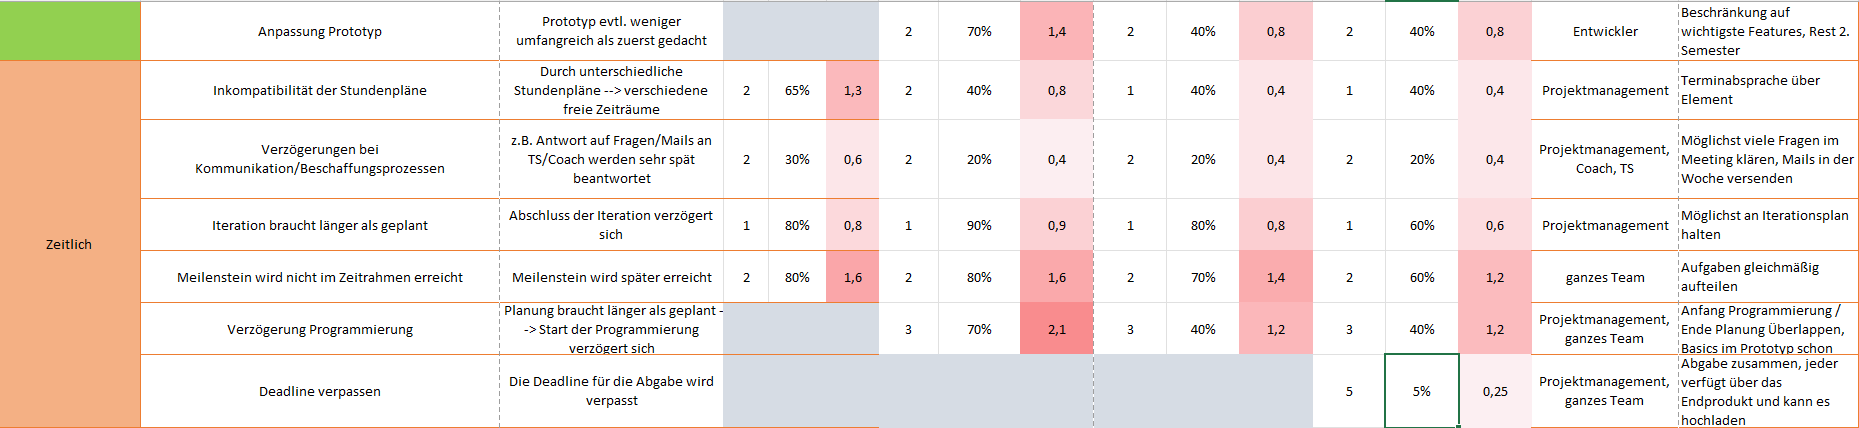 Anpassung Prototyp
Prototyp evtl. weniger
umfangreich als zuerst gedacht
2 70% 1,4 2 40% 0,8 2 40% 0,8
Entwickler
Beschränkung auf
wichtigste Features, Rest 2.
Semester
Zeitlich
Inkompatibilität der Stundenpläne
Durch unterschiedliche
Stundenpläne --> verschiedene
freie Zeiträume
2 65% 1,3 2 40% 0,8 1 40% 0,4 1 40% 0,4
Projektmanagement
Terminabsprache über
Element
Verzögerungen bei
Kommunikation/Beschaffungsprozessen
z.B. Antwort auf Fragen/Mails an
TS/Coach werden sehr spät
beantwortet
2 30% 0,6 2 20% 0,4 2 20% 0,4 2 20% 0,4
Projektmanagement,
Coach, TS
Möglichst viele Fragen im
Meeting klären, Mails in der
Woche versenden
Iteration braucht länger als geplant
Abschluss der Iteration verzögert
sich
1 80% 0,8 1 90% 0,9 1 80% 0,8 1 60% 0,6
Projektmanagement
Möglichst an Iterationsplan
halten
Meilenstein wird nicht im Zeitrahmen erreicht
Meilenstein wird später erreicht
2 80% 1,6 2 80% 1,6 2 70% 1,4 2 60% 1,2
ganzes Team
Aufgaben gleichmäßig
aufteilen
Verzögerung Programmierung
Planung braucht länger als geplant -
-> Start der Programmierung
verzögert sich
3 70% 2,1 3 40% 1,2 3 40% 1,2
Projektmanagement,
ganzes Team
Anfang Programmierung /
Ende Planung Überlappen,
Basics im Prototyp schon
Deadline verpassen
Die Deadline für die Abgabe wird
verpasst
5 5% 0,25
Projektmanagement,
ganzes Team
Abgabe zusammen, jeder
verfügt über das
Endprodukt und kann es
hochladen